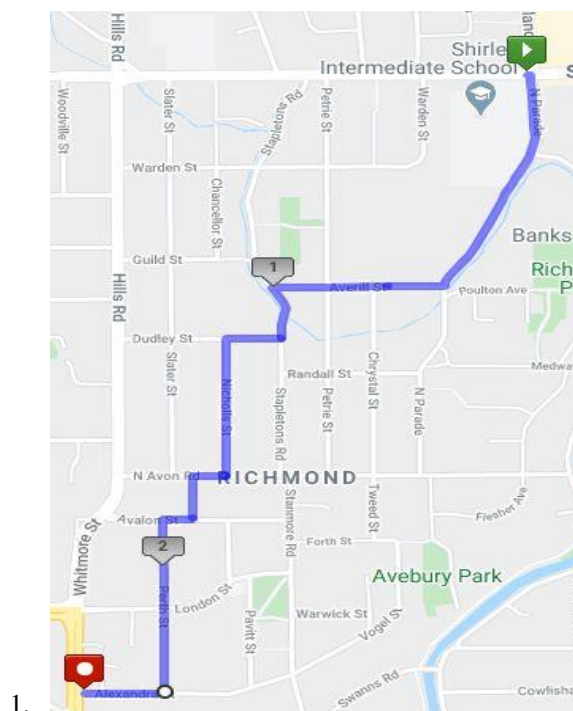 Hills Rd
Shirle
Intermediate School
S
N Parade
Woodville St
Slater St
Stapletons Rd
Petrie St
Warden St
Warden St
Chancellor St
Guild St
Banks
Rich
P
1
Averill St
Poulton Ave
Hills Rd
Dudley St
Slater St
Nicholls St
Stapletons Rd
Randall St
Petrie St
Chrystal St
N Parade
Medway
N Avon Rd
RICHMOND
Avalon St
Stanmore Rd
Tweed St
Flesher Ave
Whitmore St
2
Forth St
Avebury Park
Perth St
London St
Warwick St
Pavitt St
Vogel St
Swanns Rd
Alexandra
Cowlisha
1.